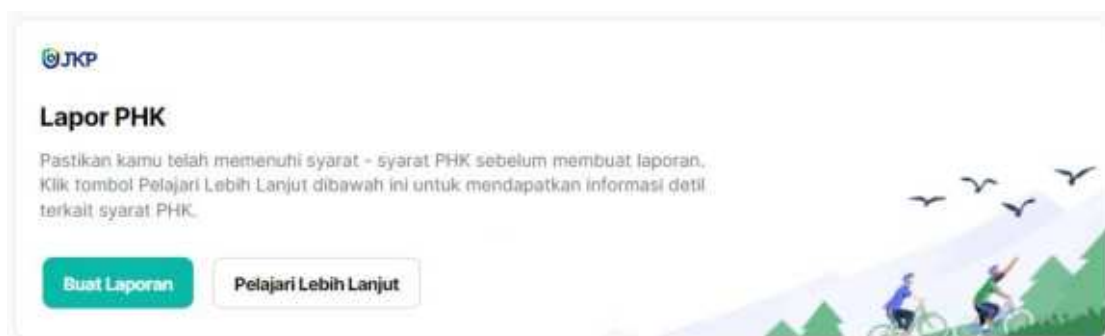 JKP
Lapor PHK
Pastikan kamu telah memenuhi syarat - syarat PHK sebelum membuat laporan.
Klik tombol Pelajari Lebih Lanjut dibawah ini untuk mendapatkan informasi detil
terkait syarat PHK.
Buat Laporan
Pelajari Lebih Lanjut